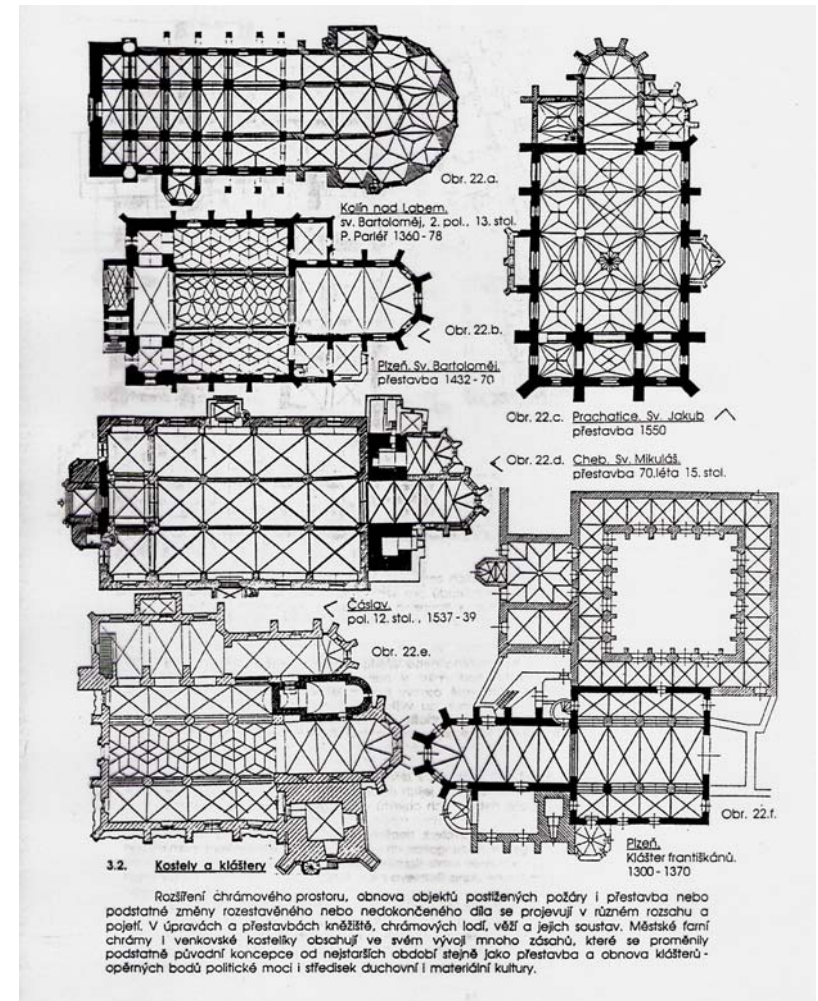 Obr. 22.a.
Kolín nad Labem.
sv. Bartoloměj, 2. pol., 13. stol.
P. Parléř 1360 - 78
Obr. 22.b.
Plzeň. Sv. Bartoloměj.
přestavba 1432 - 70
Obr. 22.c. Prachatice. Sv. Jakub
přestavba 1550
Obr. 22.d. Cheb. Sv. Mikuláš.
přestavba 70.léta 15. stol.
Čáslav.
pol. 12. stol. , 1537 - 39
Obr. 22.e.
Obr. 22.f.
Plzeň.
Klášter františkánů.
1300 - 1370
3.2. Kostely a kláštery
Rozšíření chrámového prostoru, obnova objektů postižených požáry i přestavba nebo
podstatné změny rozestavěného nebo nedokončeného díla se projevují v různém rozsahu a
pojetí. V úpravách a přestavbách kněžiště, chrámových lodí, věží a jejich soustav. Městské farní
chrámy i venkovské kostelíky obsahují ve svém vývoji mnoho zásahů, které se proměnily
podstatně původní koncepce od nejstarších období stejně jako přestavba a obnova klášterů -
opěrných bodů politické moci i středisek duchovní i materiální kultury.